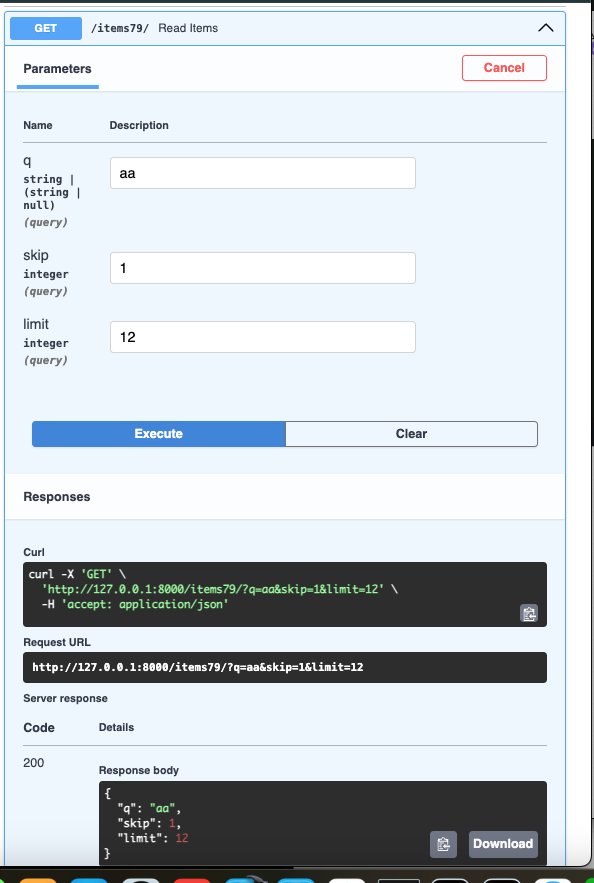 GET /items79/ Read Items
Parameters
Cancel
Name Description
q
string |
(string |
null)
(query)
aa
skip
integer
(query)
1
limit
integer
(query)
12
Execute Clear
Responses
Curl
curl -X 'GET' \
'http://127.0.0.1:8000/items79/?q=aa&skip=1&limit=12' \
-H 'accept: application/json'
Request URL
http://127.0.0.1:8000/items79/?q=aa&skip=1&limit=12
Server response
Code Details
200
Response body
{
"q": "aa",
"skip": 1,
"limit": 12
}
Download